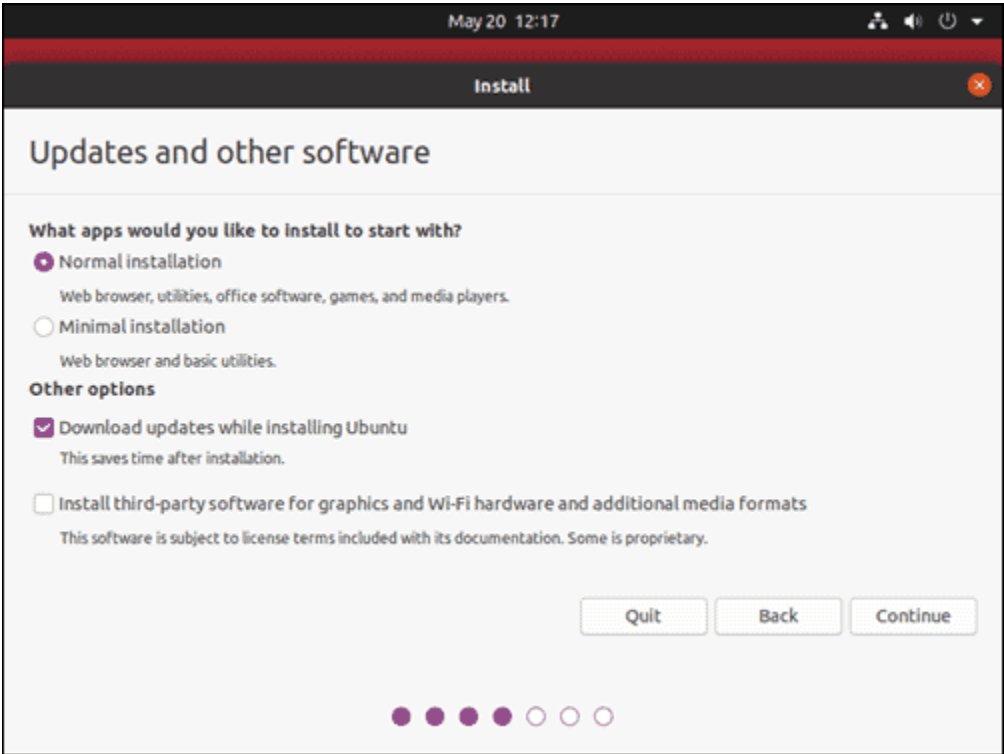 May 20 12:17
Install
Updates and other software
What apps would you like to install to start with?
Normal installation
Web browser, utilities, office software, games, and media players.
Minimal installation
Web browser and basic utilities.
Other options
Download updates while installing Ubuntu
This saves time after installation.
Install third-party software for graphics and Wi-Fi hardware and additional media formats
This software is subject to license terms included with its documentation. Some is proprietary.
Quit Back Continue